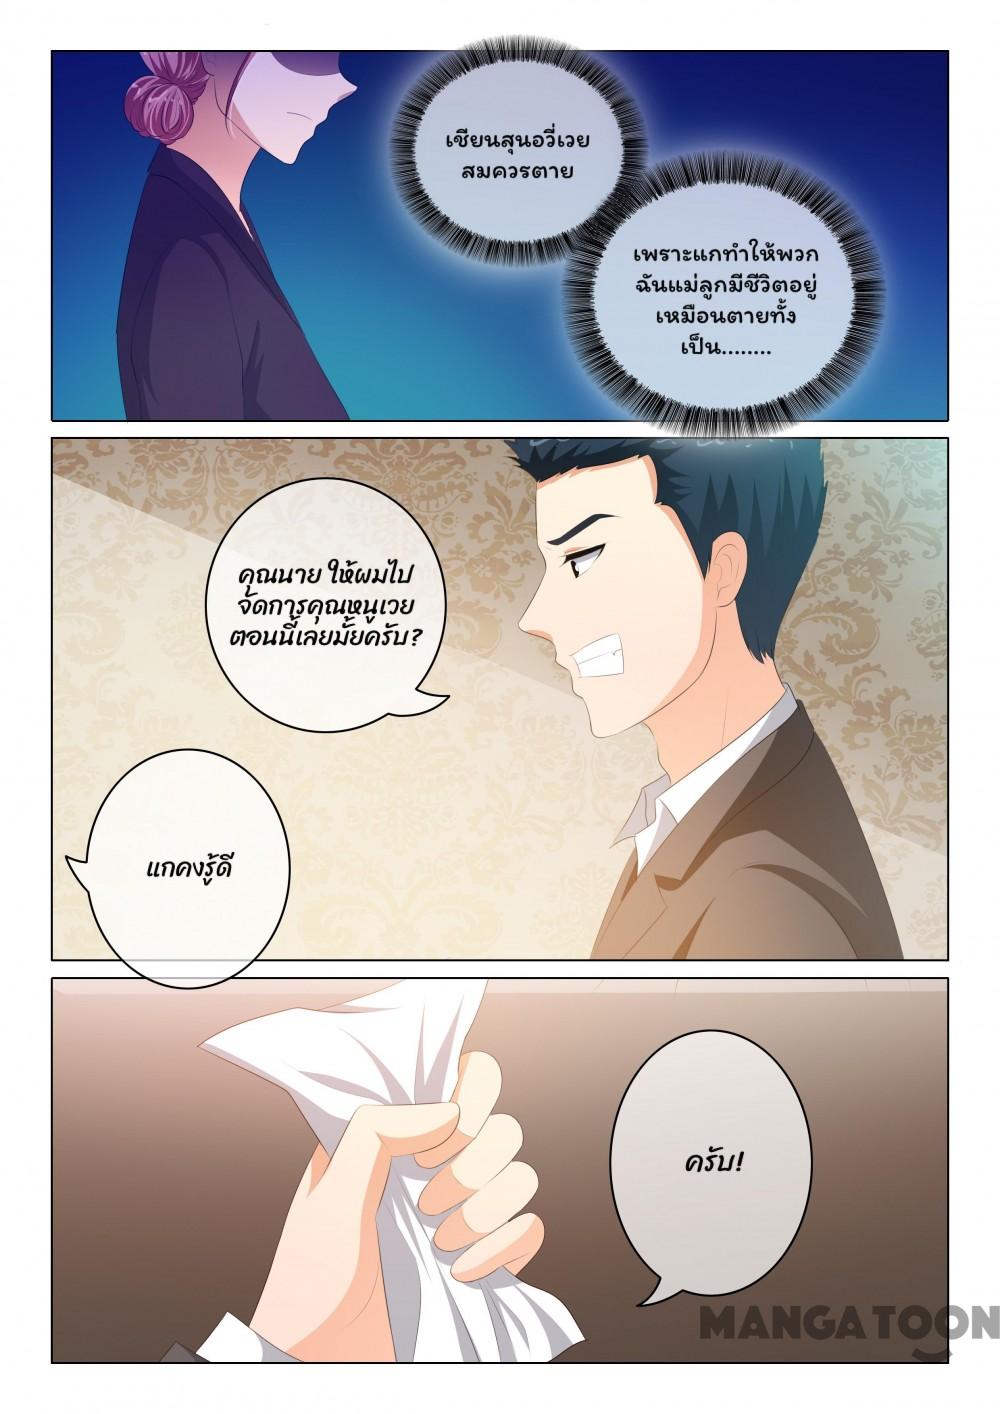 เซียนสุนอวี่เวย
สมควรตาย
เพราะแกทำให้พวก
ฉันแม่ลูกมีชีวิตอยู่
เหมือนตายทั้ง
เป็น........
คุณนาย ให้ผมไป
จัดการคุณหนูเวย
ตอนนี้เลยมั้ยครับ?
แกคงรู้ดี
ครับ!
MANGATOON